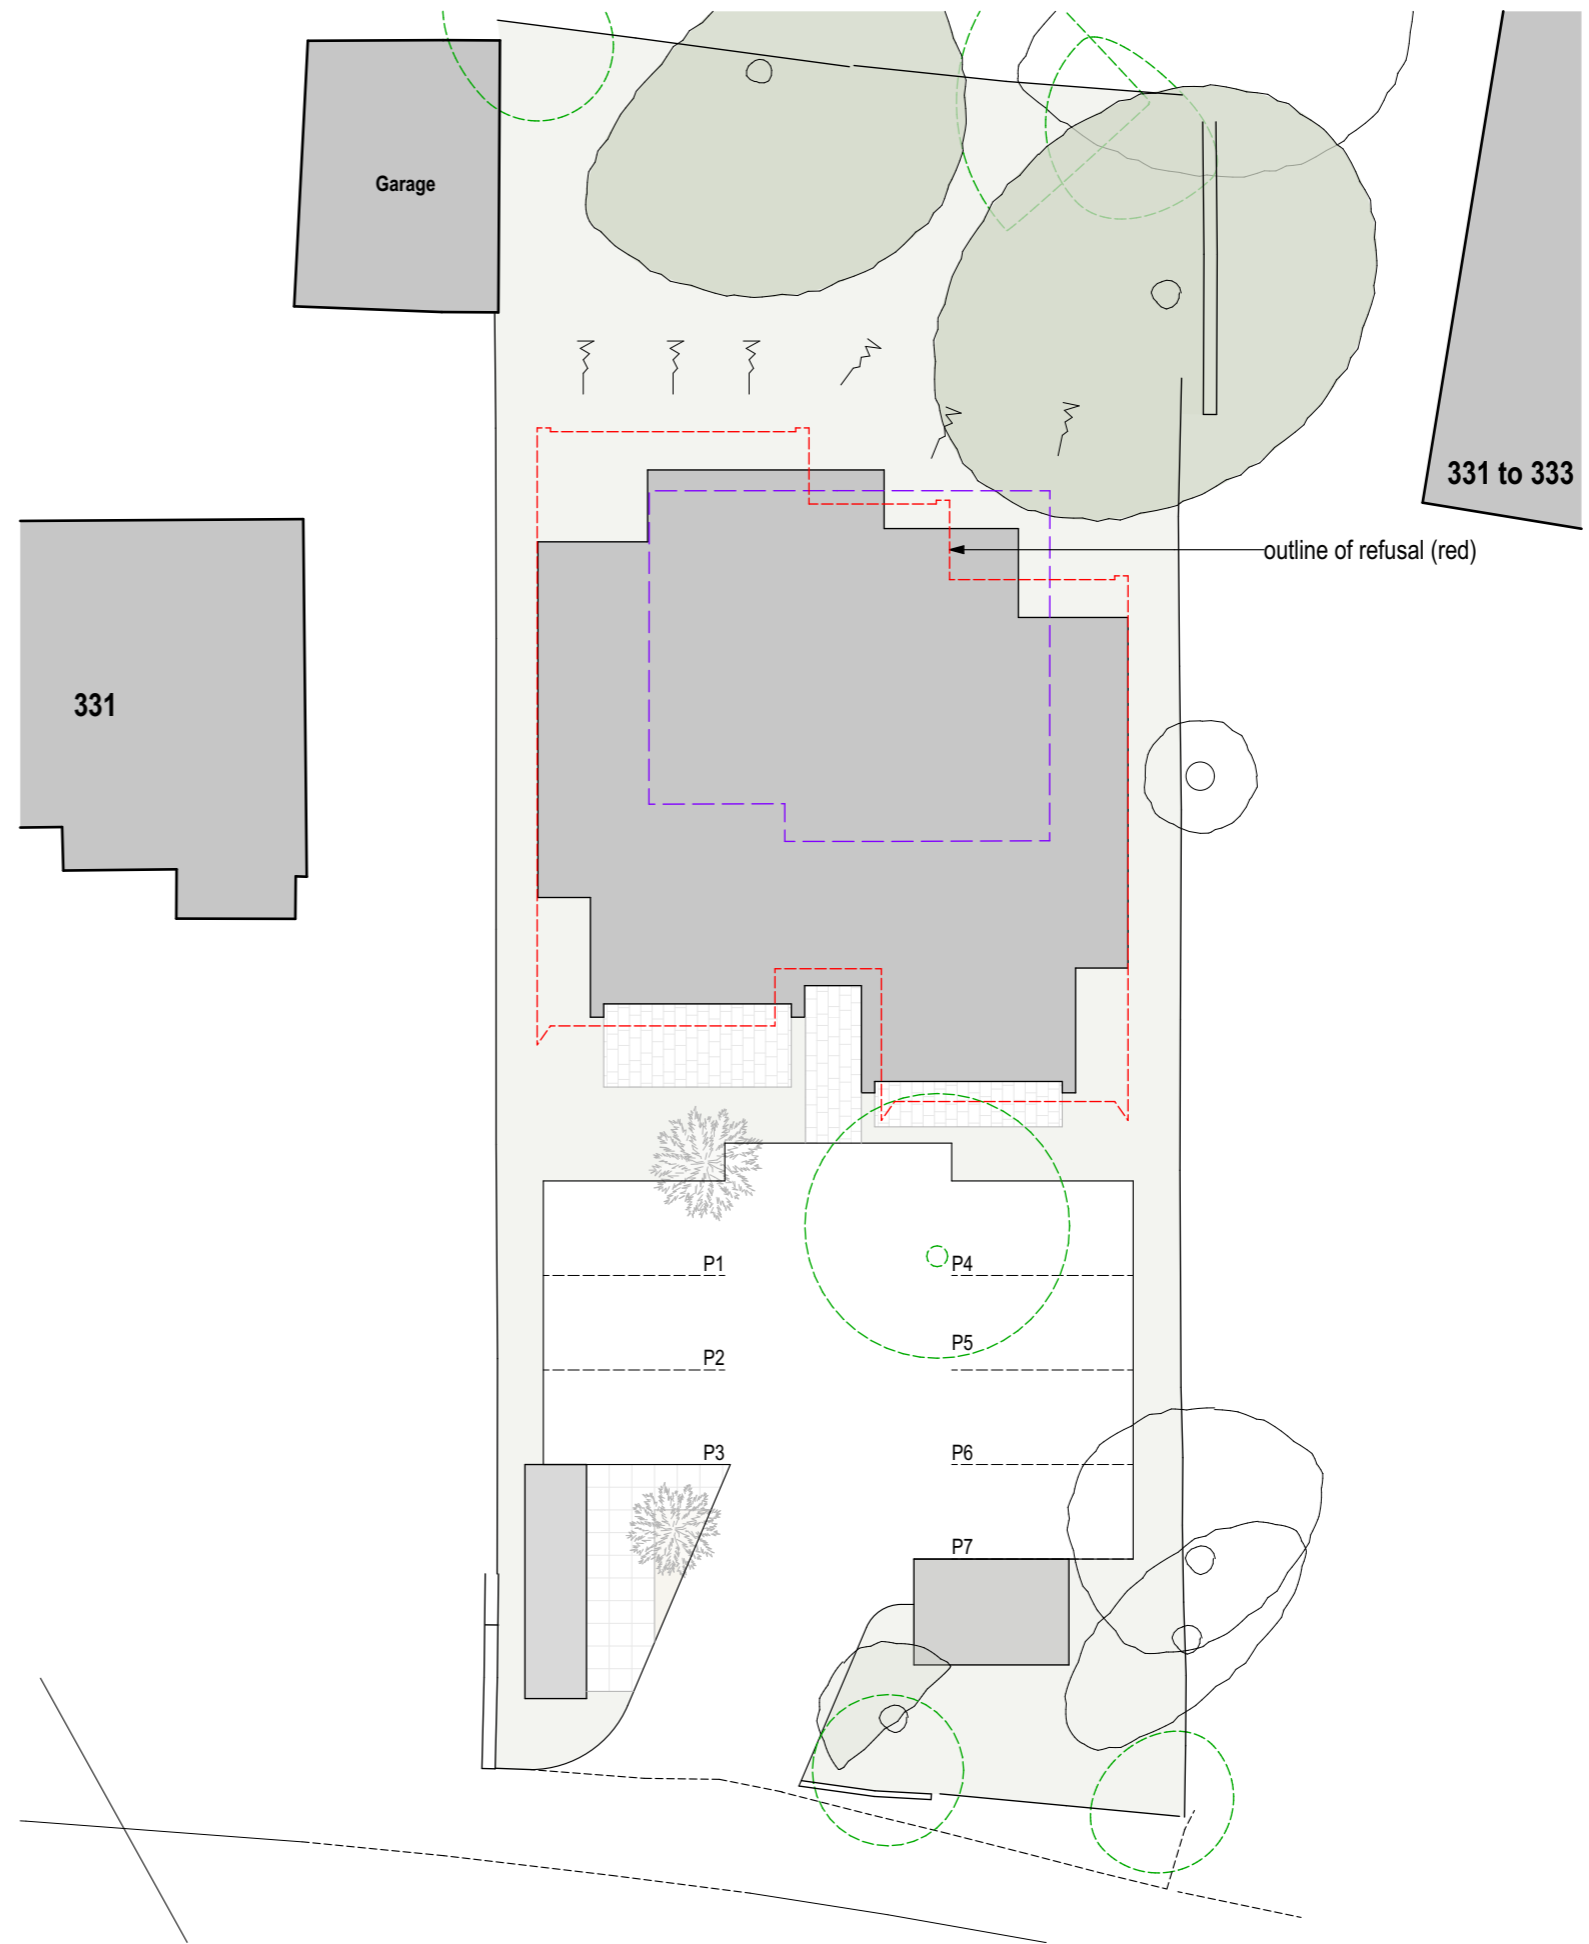 Garage
331 to 333
outline of refusal (red)
331
P1
P4
P2
P5
P3
P6
P7